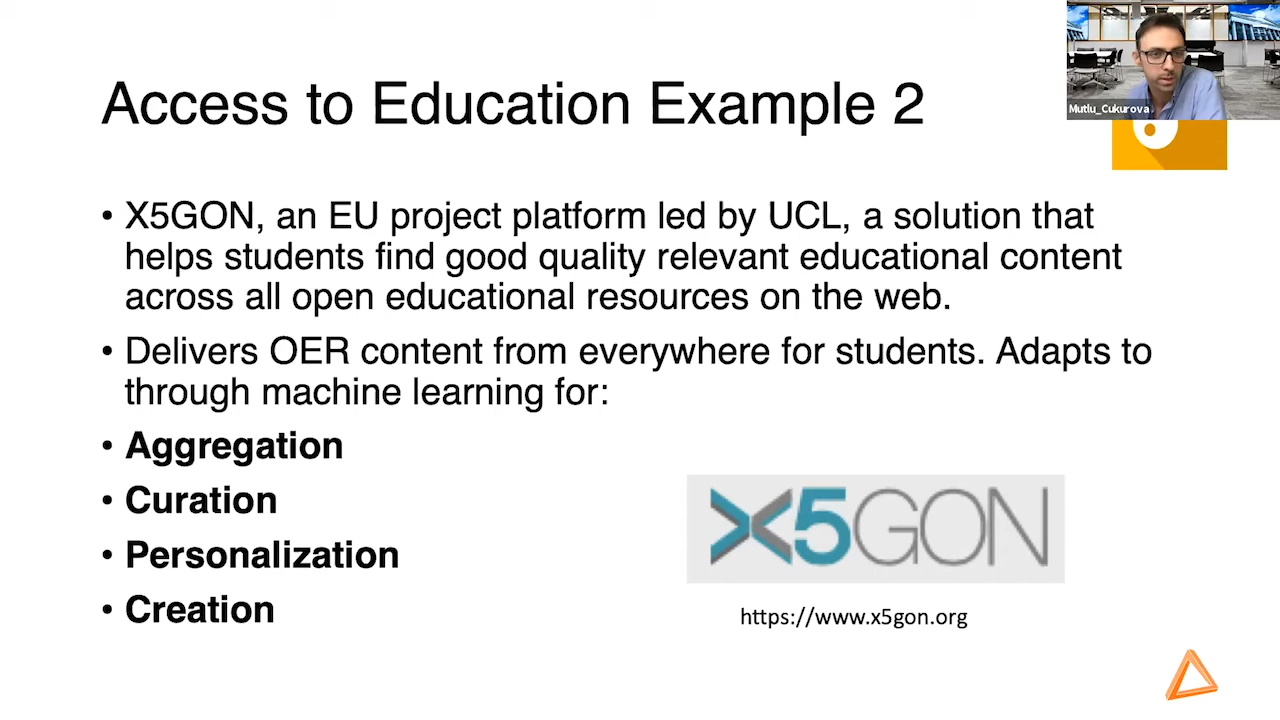 Mutlu_Cukurova
Access to Education Example 2
• X5GON, an EU project platform led by UCL, a solution that
helps students find good quality relevant educational content
across all open educational resources on the web.
• Delivers OER content from everywhere for students. Adapts to
through machine learning for:
• Aggregation
• Curation
• Personalization
• Creation
X5GON
https://www.x5gon.org